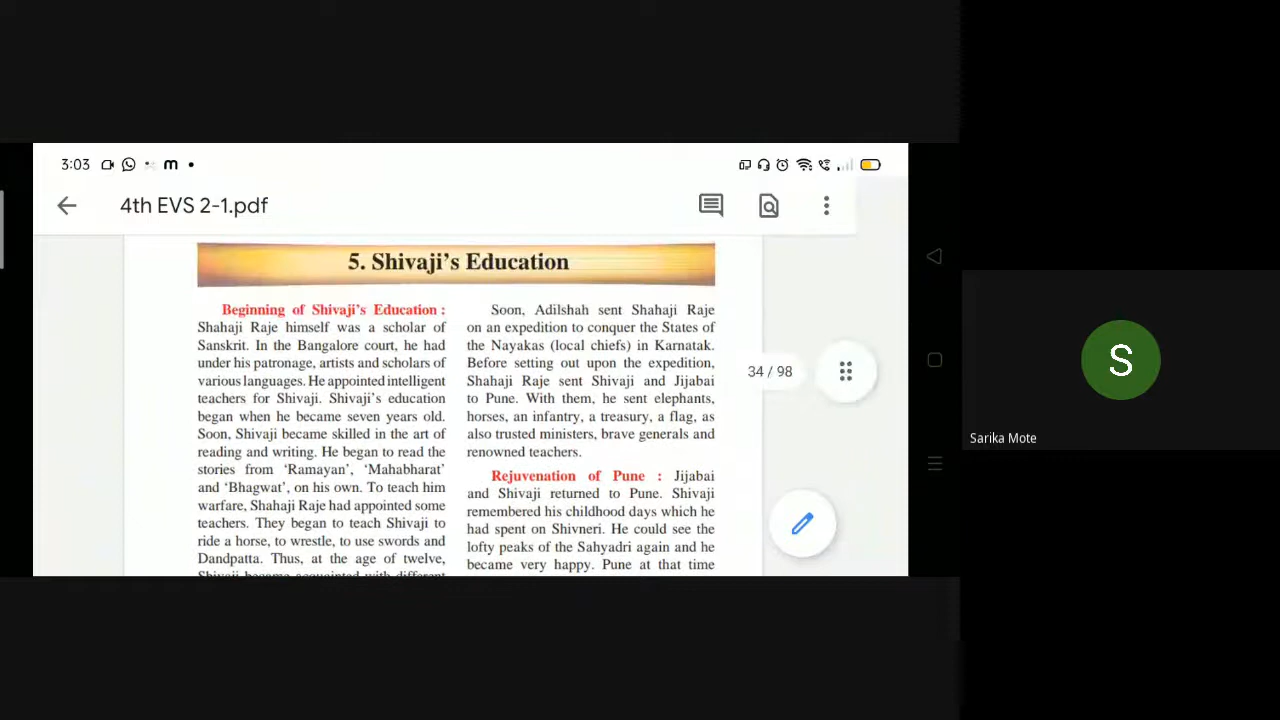 3:03
m
4th EVS 2-1.pdf
5. Shivaji's Education
Beginning of Shivaji's Education :
Shahaji Raje himself was a scholar of
Sanskrit. In the Bangalore court, he had
under his patronage, artists and scholars of
various languages. He appointed intelligent
teachers for Shivaji. Shivaji's education
began when he became seven years old.
Soon, Shivaji became skilled in the art of
reading and writing. He began to read the
stories from ‘Ramayan’, ‘Mahabharat’
and ‘Bhagwat’, on his own. To teach him
warfare, Shahaji Raje had appointed some
teachers. They began to teach Shivaji to
ride a horse, to wrestle, to use swords and
Dandpatta. Thus, at the age of twelve,
Shivaji became acquainted with different
Soon, Adilshah sent Shahaji Raje
on an expedition to conquer the States of
the Nayakas (local chiefs) in Karnatak.
Before setting out upon the expedition,
Shahaji Raje sent Shivaji and Jijabai
to Pune. With them, he sent elephants,
horses, an infantry, a treasury, a flag, as
also trusted ministers, brave generals and
renowned teachers.
Rejuvenation of Pune : Jijabai
and Shivaji returned to Pune. Shivaji
remembered his childhood days which he
had spent on Shivneri. He could see the
lofty peaks of the Sahyadri again and he
became very happy. Pune at that time
34 / 98
S
Sarika Mote